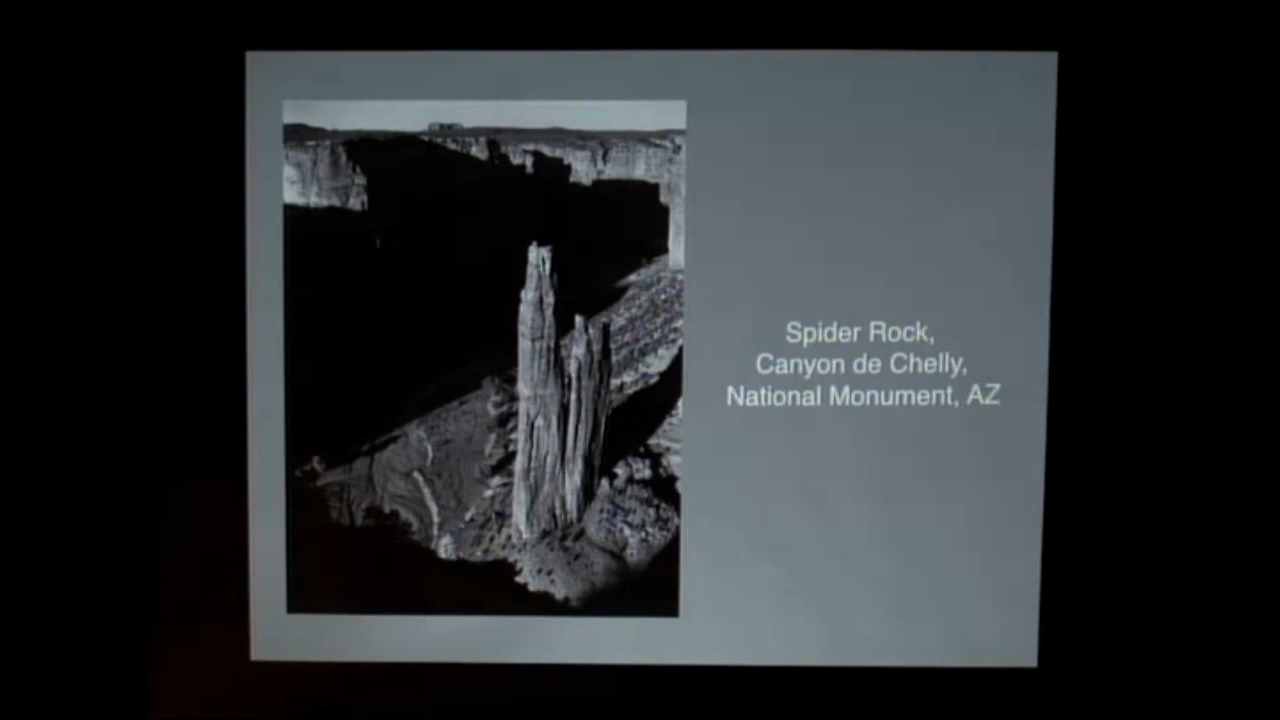 Spider Rock,
Canyon de Chelly,
National Monument, AZ